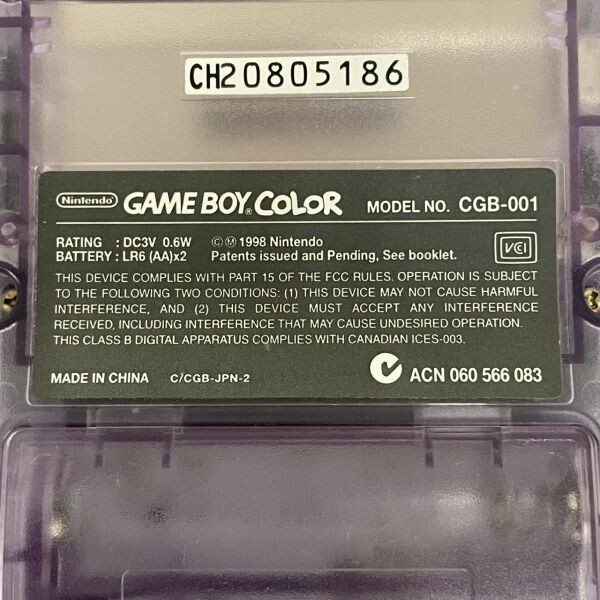 CH20805186
Nintendo GAME BOY® COLOR MODEL NO. CGB-001
RATING : DC3V 0.6W ©Ⓜ1998 Nintendo
BATTERY : LR6 (AA)x2 Patents issued and Pending, See booklet.
VCI
THIS DEVICE COMPLIES WITH PART 15 OF THE FCC RULES. OPERATION IS SUBJECT
TO THE FOLLOWING TWO CONDITIONS: (1) THIS DEVICE MAY NOT CAUSE HARMFUL
INTERFERENCE, AND (2) THIS DEVICE MUST ACCEPT ANY INTERFERENCE
RECEIVED, INCLUDING INTERFERENCE THAT MAY CAUSE UNDESIRED OPERATION.
THIS CLASS B DIGITAL APPARATUS COMPLIES WITH CANADIAN ICES-003.
MADE IN CHINA C/CGB-JPN-2 ACN 060 566 083